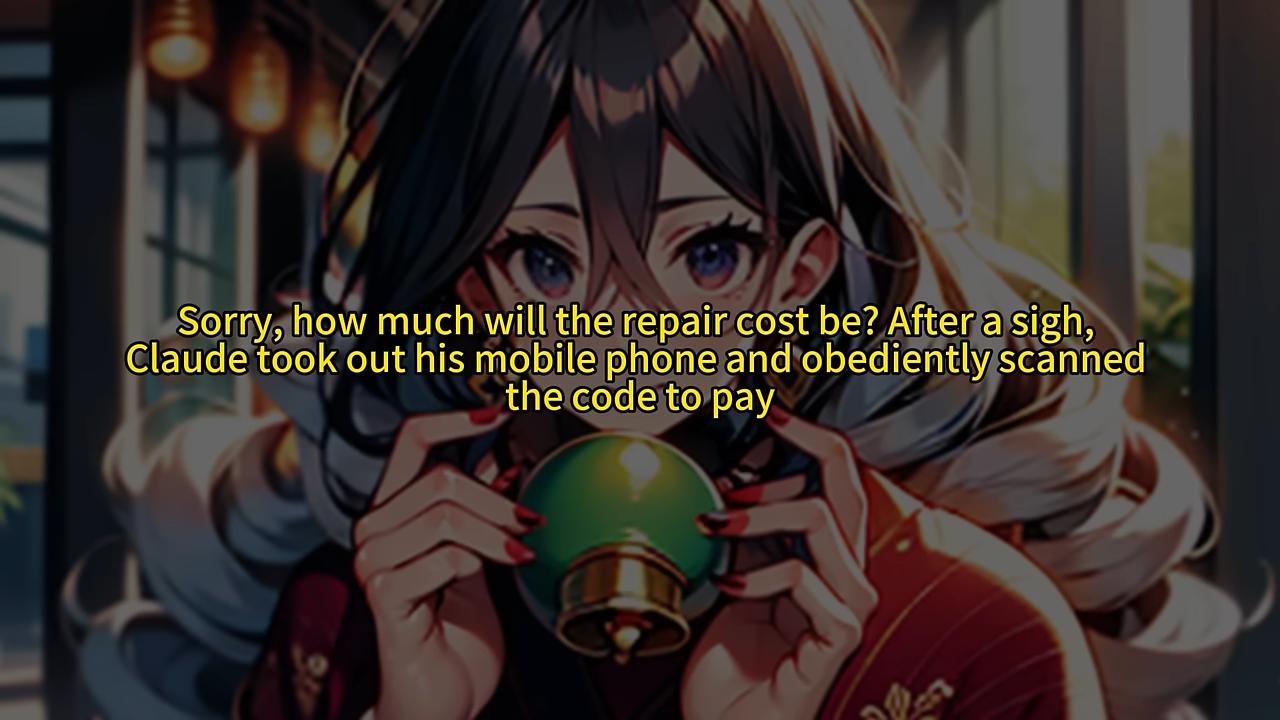 Sorry, how much will the repair cost be? After a sigh,
Claude took out his mobile phone and obediently scanned
the code to pay